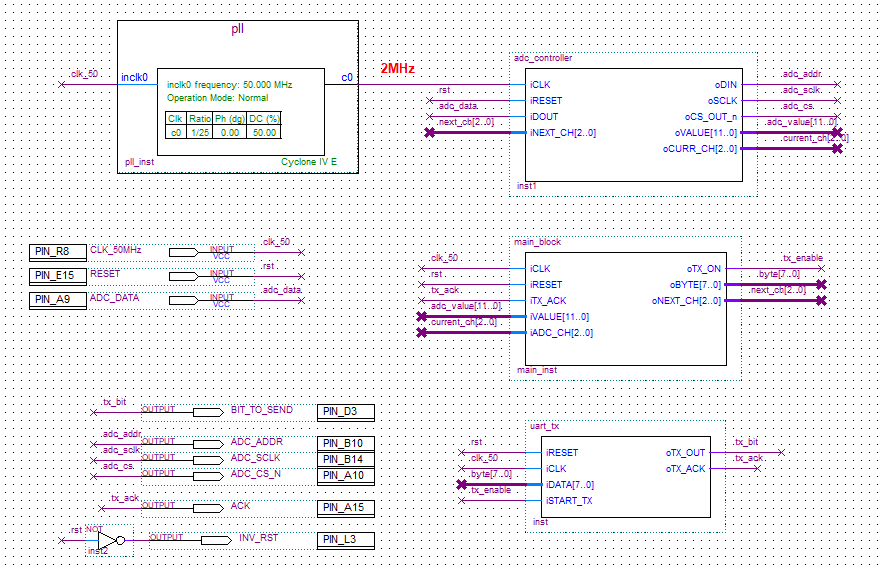 pll
clk_50
inclk0
c0
2MHz
inclk0 frequency: 50.000 MHz
Operation Mode: Normal
Clk Ratio Ph (dg) DC (%)
c0 1/25 0.00 50.00
pll_inst
Cyclone IV E
adc_controller
rst
adc_data
next_cb[2..0]
iCLK
iRESET
iDOUT
iNEXT_CH[2..0]
oDIN
oSCLK
oCS_OUT_n
oVALUE[11..0]
oCURR_CH[2..0]
adc_addr
adc_sclk
adc_cs
adc_value[11..0]
current_ch[2..0]
inst1
PIN_R8 CLK_50MHz INPUT VCC clk_50
PIN_E15 RESET INPUT VCC rst
PIN_A9 ADC_DATA INPUT VCC adc_data
main_block
clk_50
rst
tx_ack
adc_value[11..0]
current_ch[2..0]
iCLK
iRESET
iTX_ACK
iVALUE[11..0]
iADC_CH[2..0]
oTX_ON
oBYTE[7..0]
oNEXT_CH[2..0]
tx_enable
byte[7..0]
next_cb[2..0]
main_inst
tx_bit OUTPUT BIT_TO_SEND PIN_D3
adc_addr OUTPUT ADC_ADDR PIN_B10
adc_sclk OUTPUT ADC_SCLK PIN_B14
adc_cs OUTPUT ADC_CS_N PIN_A10
tx_ack OUTPUT ACK PIN_A15
rst NOT OUTPUT INV_RST PIN_L3
inst2
uart_tx
rst
clk_50
byte[7..0]
tx_enable
iRESET
iCLK
iDATA[7..0]
iSTART_TX
oTX_OUT
oTX_ACK
tx_bit
tx_ack
inst